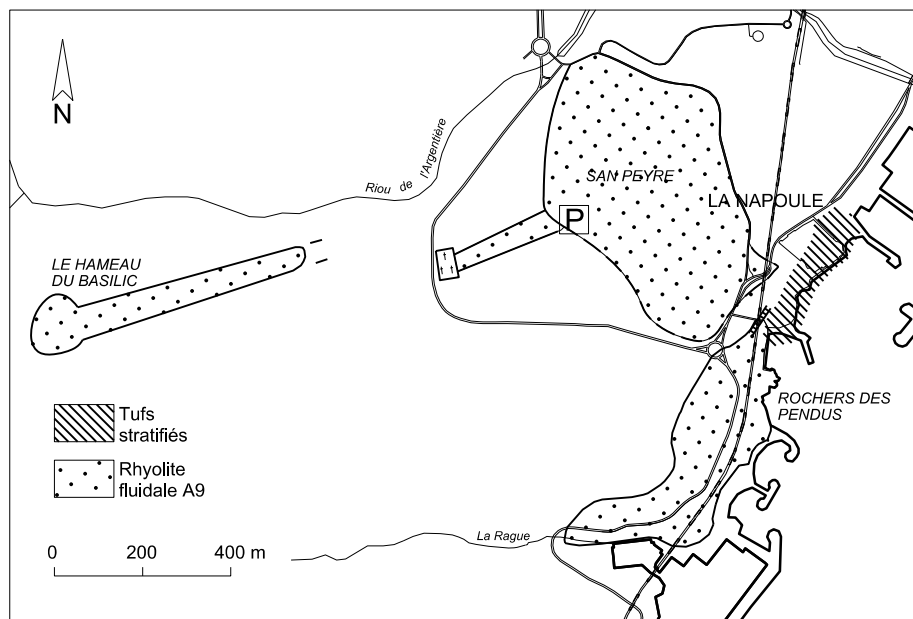 N
Riou de l'Argentière
SAN PEYRE
LA NAPOULE
P
LE HAMEAU
DU BASILIC
ROCHERS DES
PENDUS
Tufs
stratifiés
Rhyolite
fluidale A9
La Rague
0 200 400 m